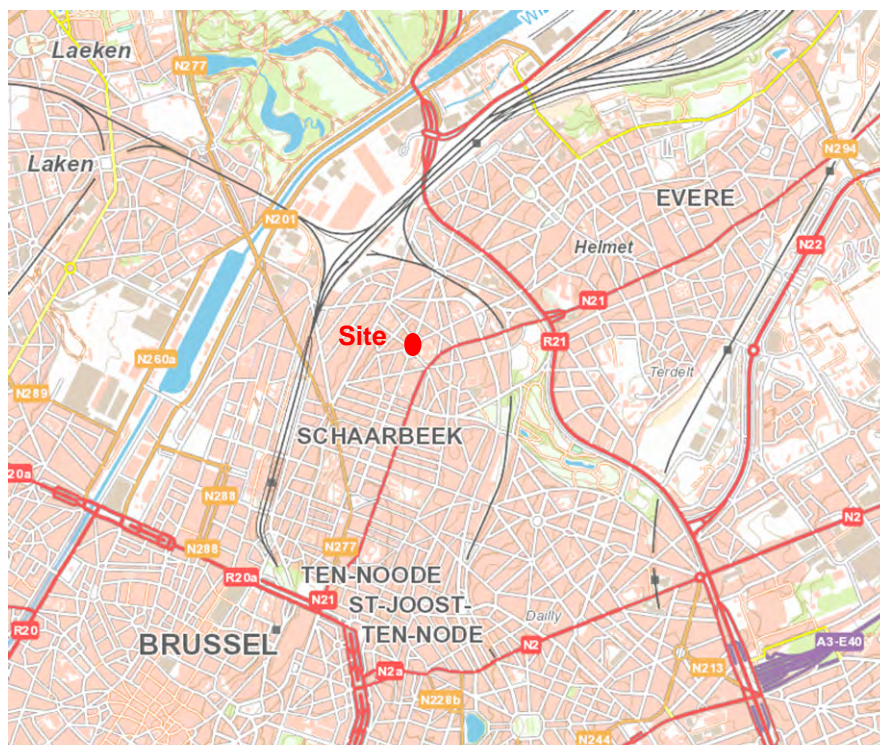 Laeken
N277
Laken
N294
EVERE
N201
Helmet
N22
N21
Site
R21
N260a
Terdelt
N289
SCHAARBEEK
20a
N288
N2
N288
N277
R20a
TEN-NOODE
N21
ST-JOOST-
TEN-NODE
Dailly
R20
BRUSSEL
N2
A3-E40
N2a
N213
N228b
N244